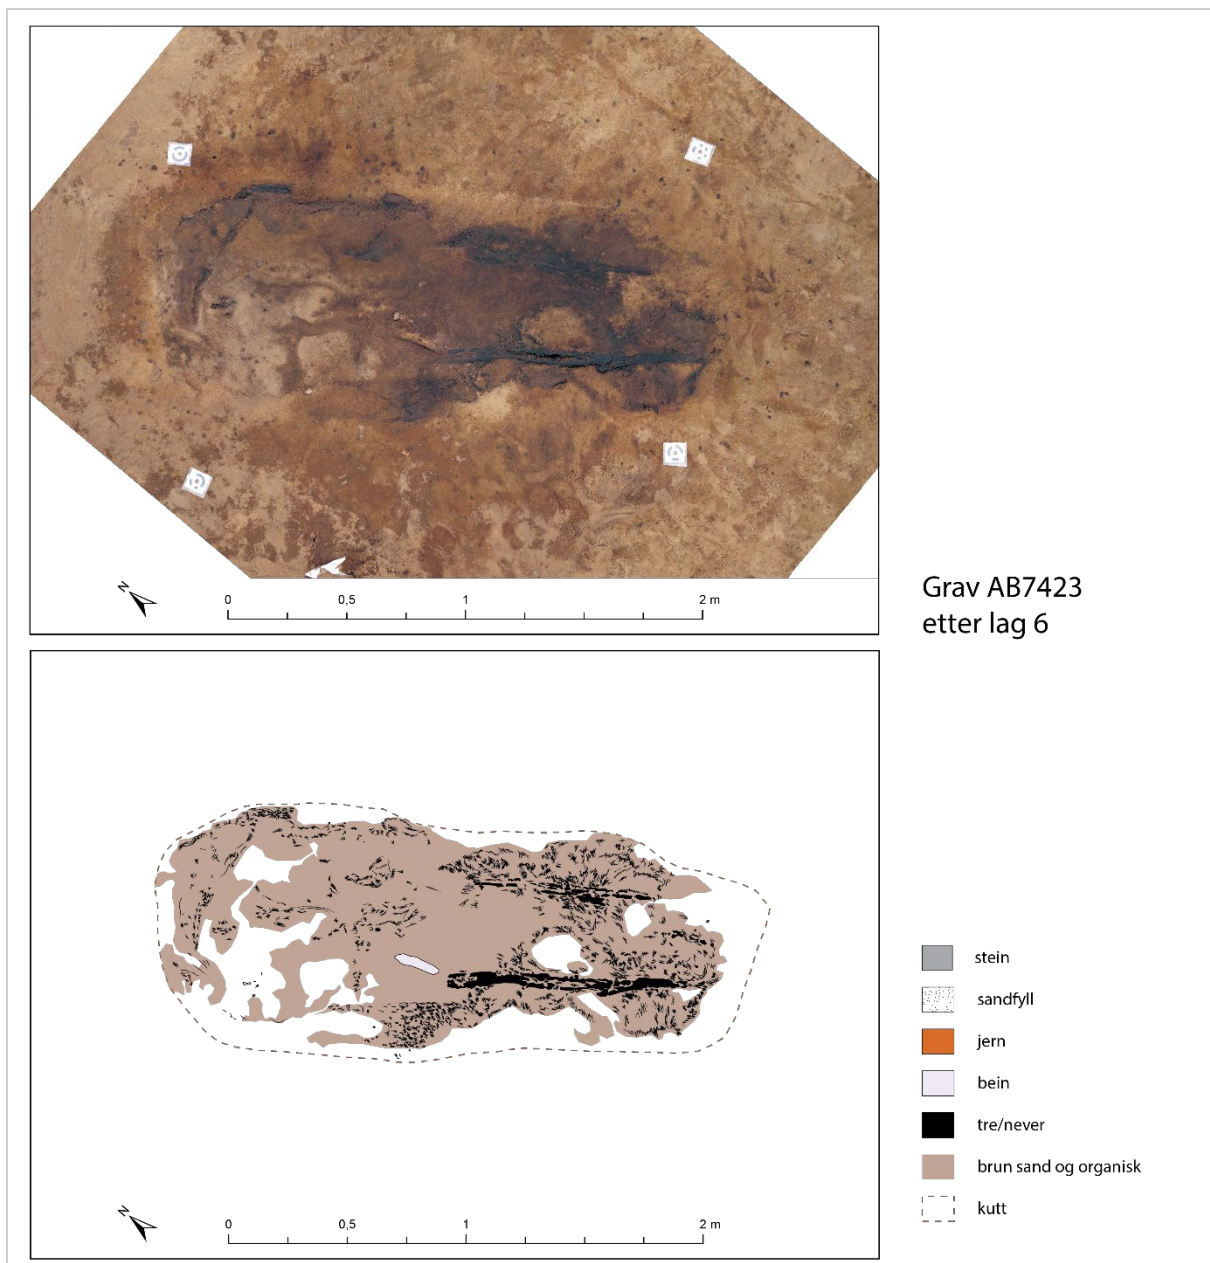 N
0
0,5
1
2 m
Grav AB7423
etter lag 6
N
0
0,5
1
2 m
stein
sandfyll
jern
bein
tre/never
brun sand og organisk
kutt